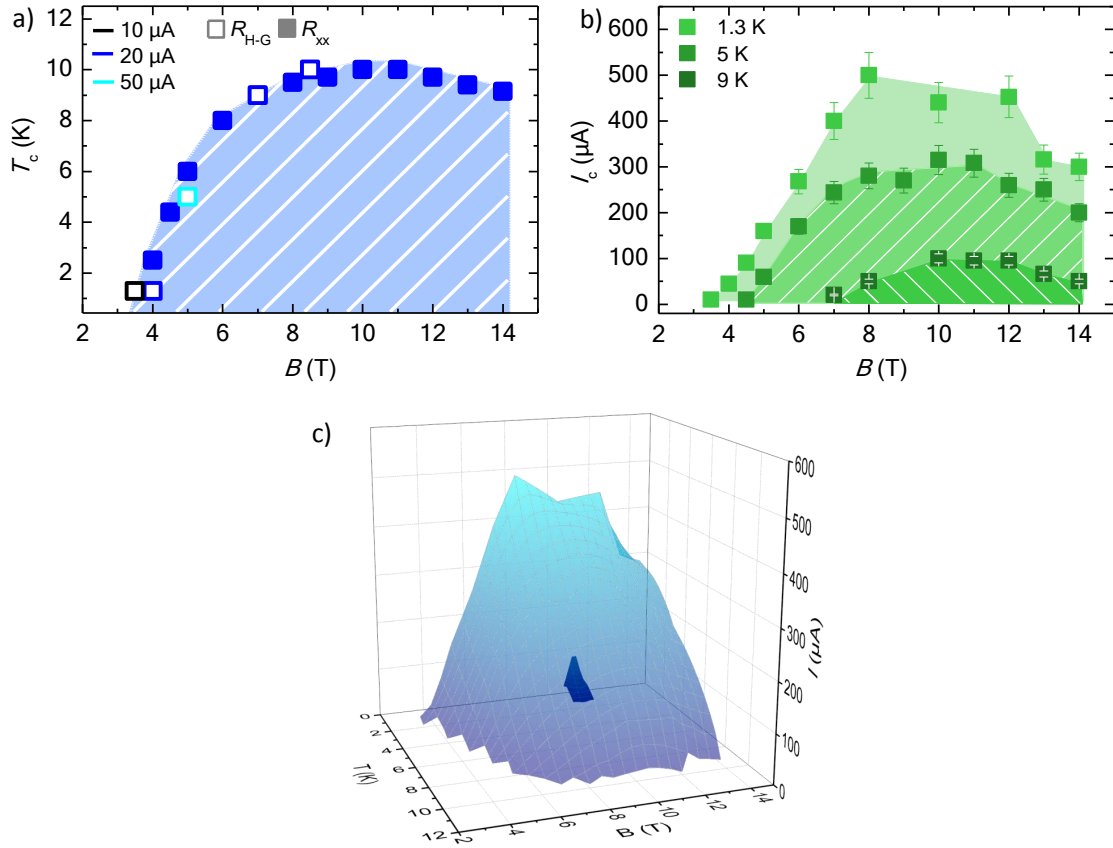 a)
10 µA
20 µA
50 µA
R_H-G
R_xx
T_c (K)
10
8
6
4
2
2 4 6 8 10 12 14
B (T)
b)
1.3 K
5 K
9 K
I_c (µA)
600
500
400
300
200
100
0
2 4 6 8 10 12 14
B (T)
c)
600
500
400
300
200
100
0
I (µA)
0
2
4
6
8
10
12
T (K)
2 4 6 8 10 12 14
B (T)